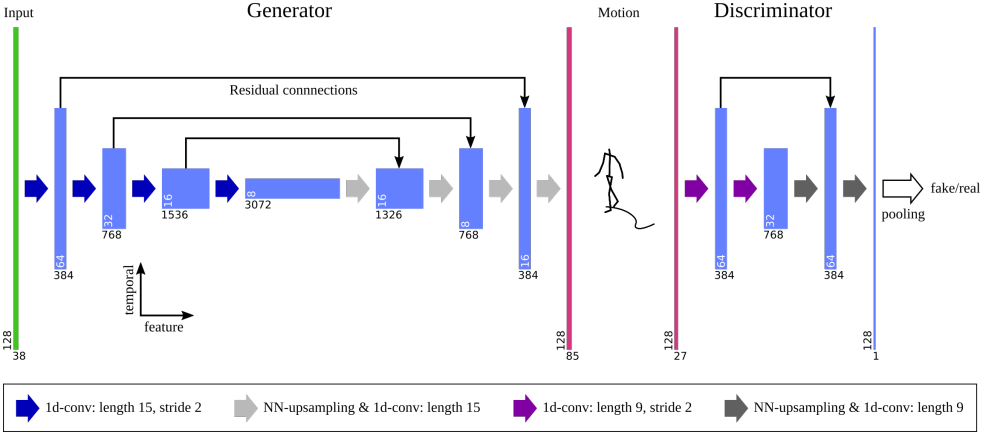 Input
Generator
Motion
Discriminator
Residual connnections
128
38
64
384
32
768
16
1536
8
3072
16
1326
8
768
16
384
128
85
128
27
64
384
32
768
64
384
128
1
pooling
fake/real
temporal
feature
1d-conv: length 15, stride 2
NN-upsampling & 1d-conv: length 15
1d-conv: length 9, stride 2
NN-upsampling & 1d-conv: length 9